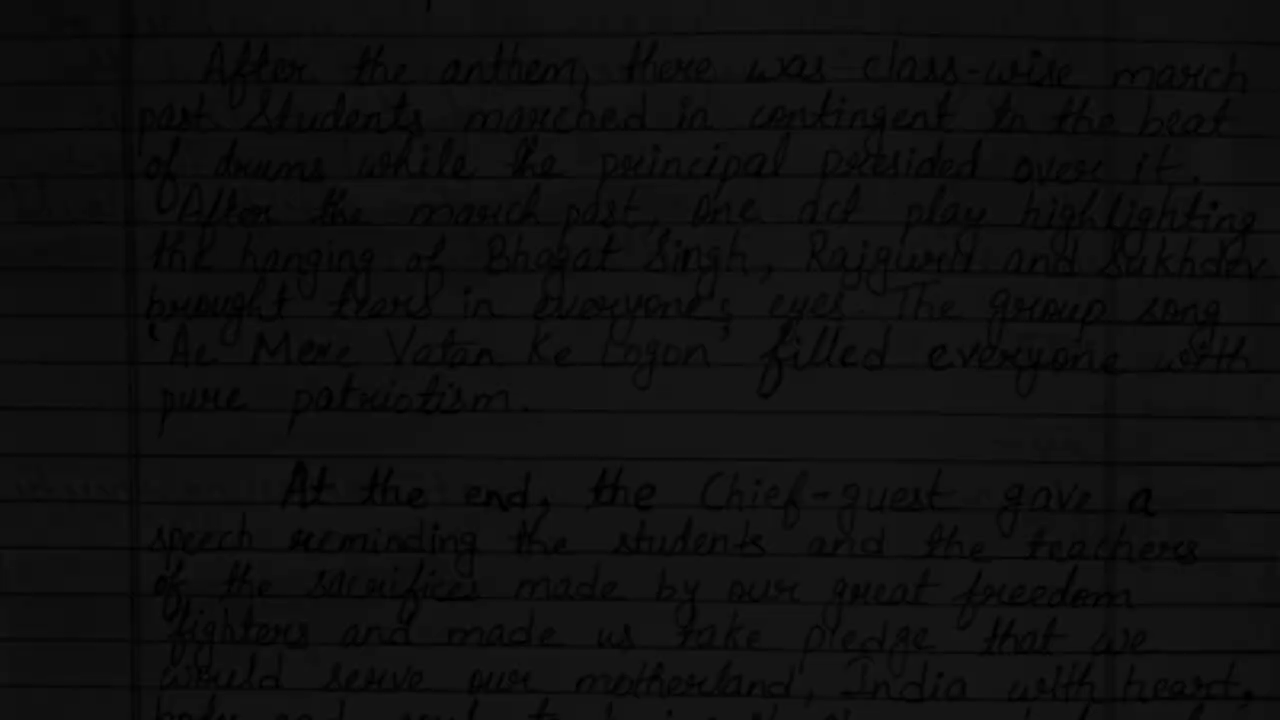 After the anthem, there was class-wise march
past. Students marched in contingent to the beat
of drums while the principal presided over it.
After the march past, one act play highlighting
the hanging of Bhagat Singh, Rajguru and Sukhdev
brought tears in everyone's eyes. The group song
'Ae Mere Vatan Ke Logon' filled everyone with
pure patriotism.
At the end, the Chief-guest gave a
speech reminding the students and the teachers
of the sacrifices made by our great freedom
fighters and made us take pledge that we
would serve our motherland, India with heart,
body and soul